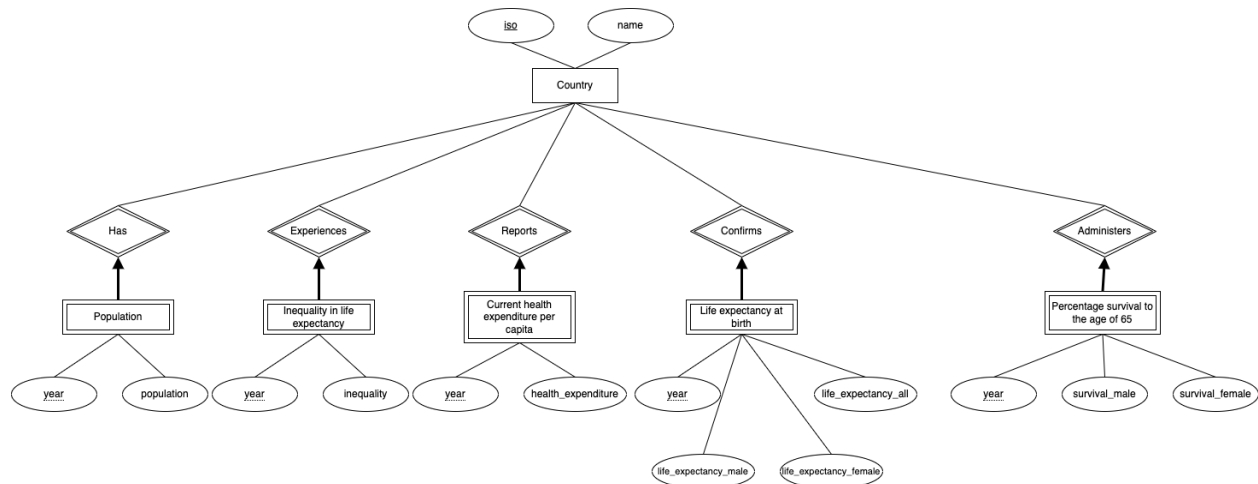 iso
name
Country
Has
Experiences
Reports
Confirms
Administers
Population
Inequality in life
expectancy
Current health
expenditure per
capita
Life expectancy at
birth
Percentage survival to
the age of 65
year
population
year
inequality
year
health_expenditure
year
life_expectancy_all
year
survival_male
survival_female
life_expectancy_male
life_expectancy_female